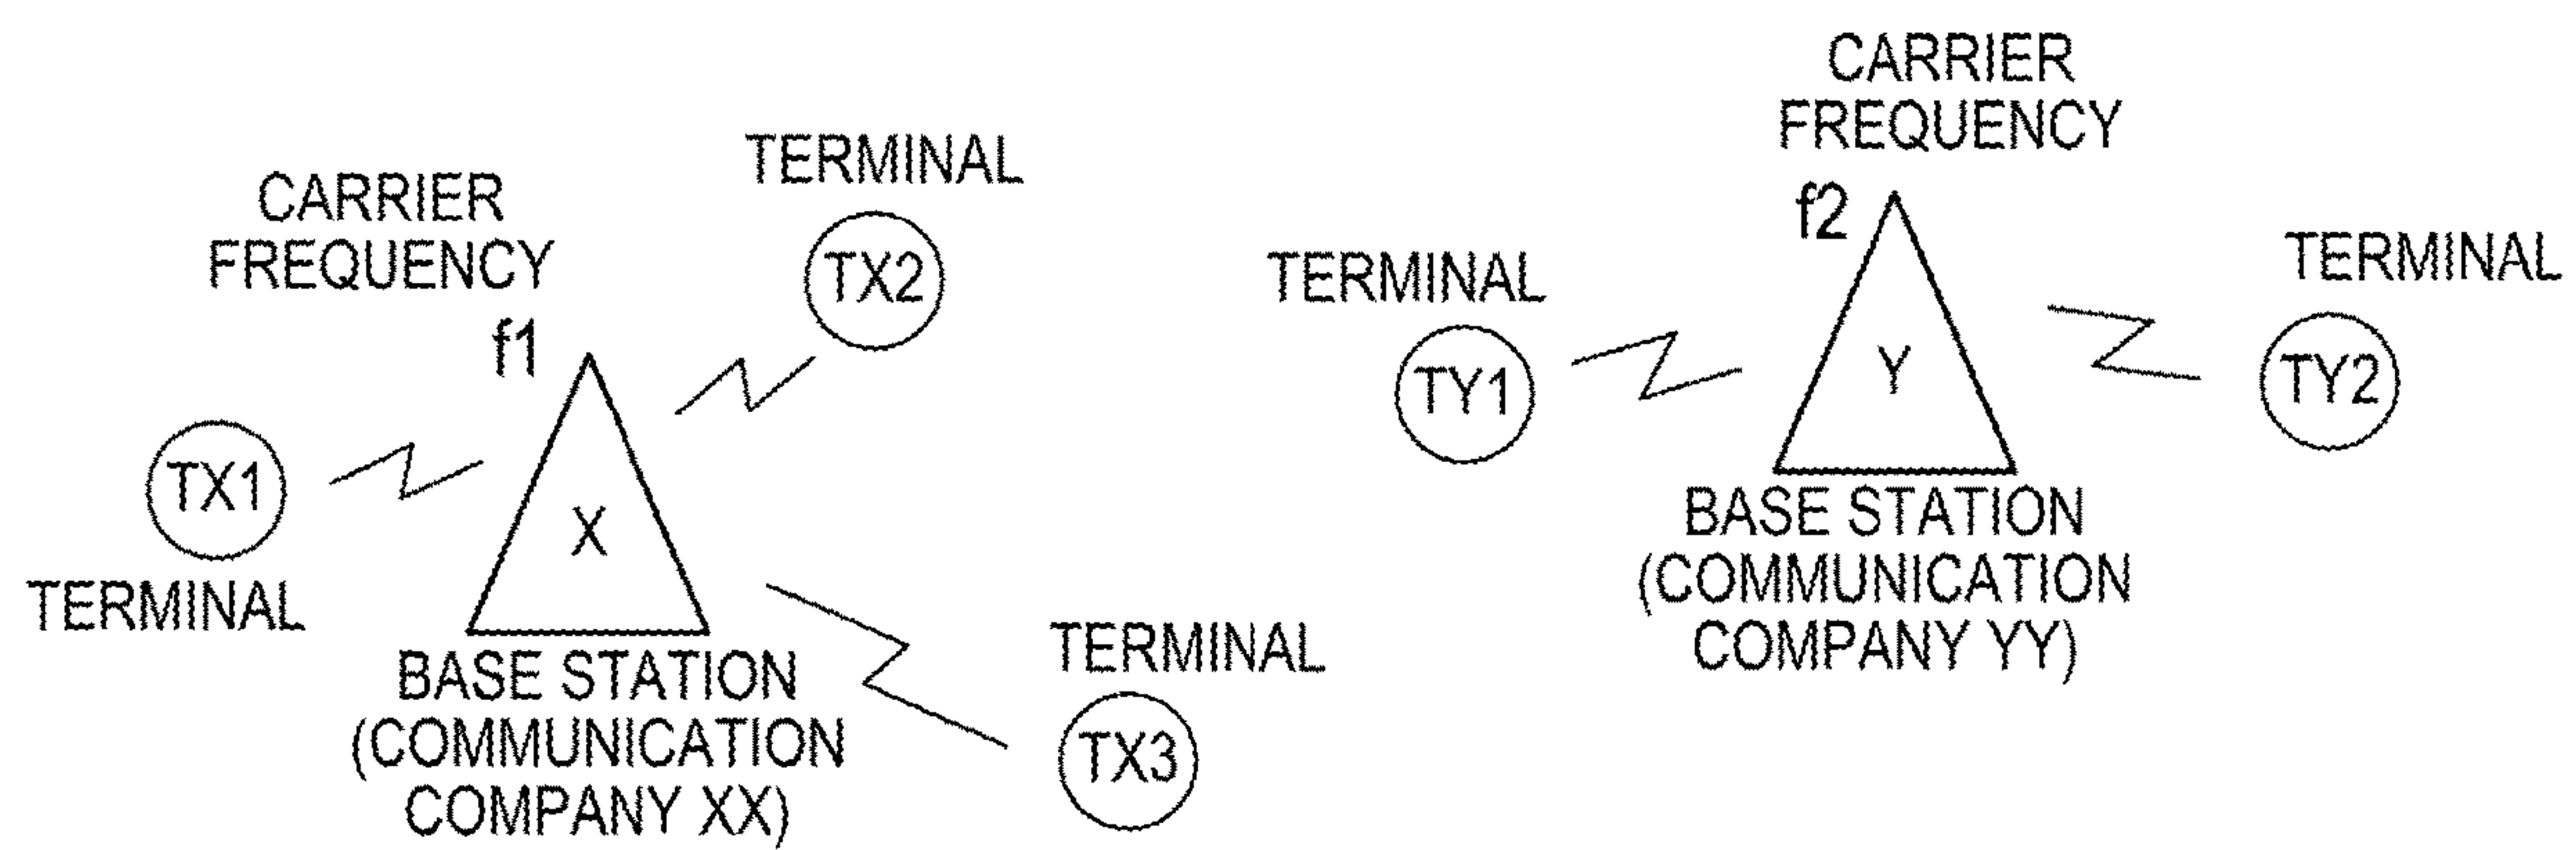 CARRIER
FREQUENCY
f1
TERMINAL
TX2
TX1
TERMINAL
X
BASE STATION
(COMMUNICATION
COMPANY XX)
TERMINAL
TX3
CARRIER
FREQUENCY
f2
TERMINAL
TY1
Y
TERMINAL
TY2
BASE STATION
(COMMUNICATION
COMPANY YY)